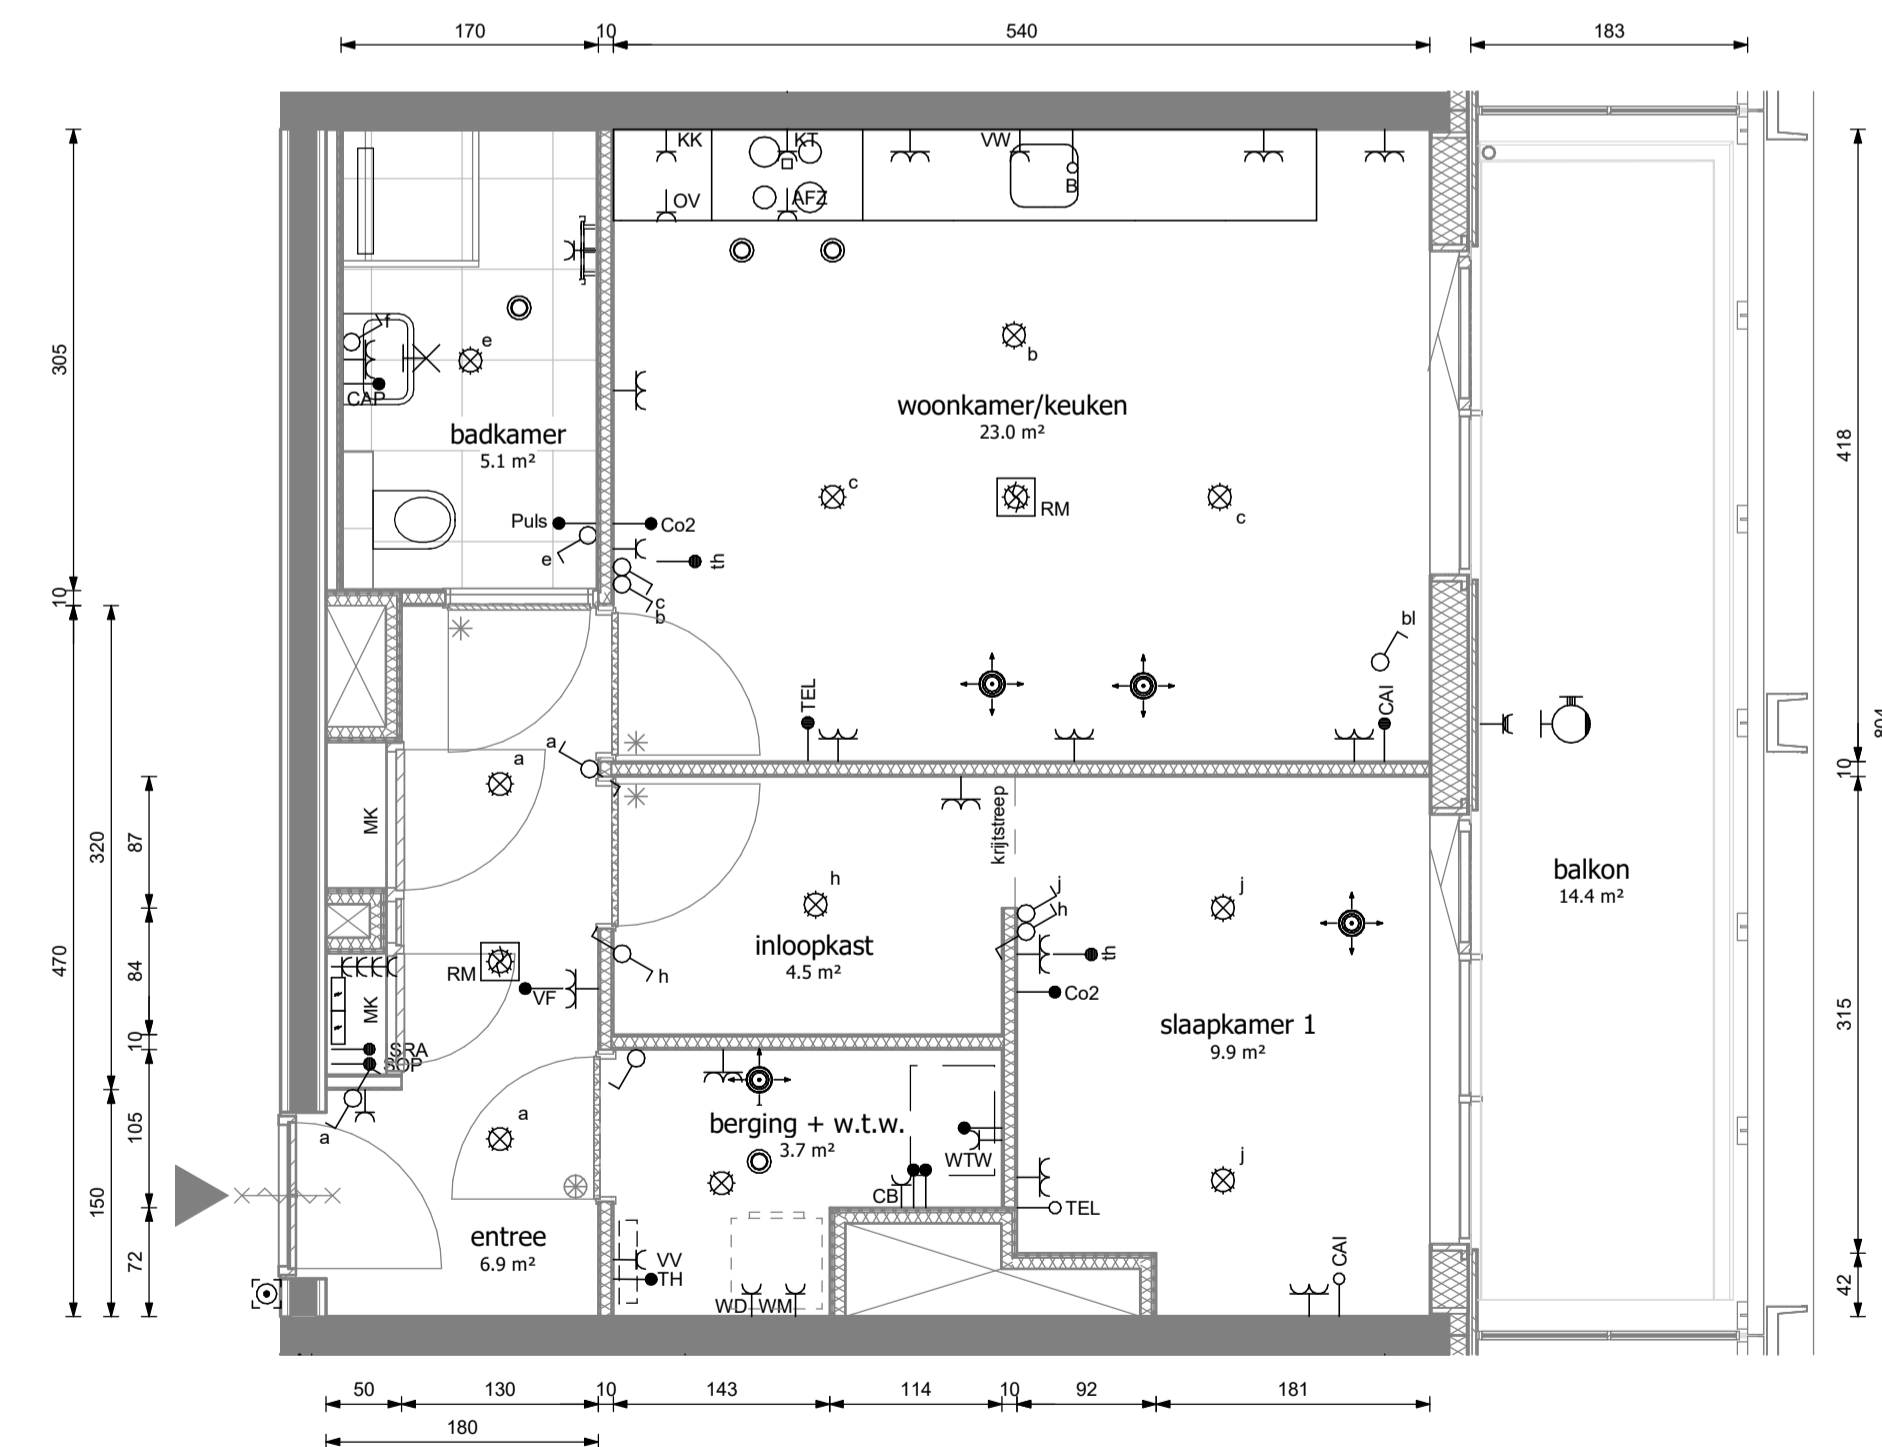 170
10
540
183
KK
KT
VW
OV
AFZ
B
f
e
b
CAP
305
woonkamer/keuken
23.0 m²
badkamer
5.1 m²
418
c
RM
c
Puls
Co2
e
th
10
c
b
bl
TEL
CAI
a
a
10
MK
krijtstreep
87
320
h
j
j
h
balkon
14.4 m²
inloopkast
4.5 m²
th
470
84
RM
VF
h
Co2
MK
slaapkamer 1
9.9 m²
315
10
SRA
SOP
105
a
a
berging + w.t.w.
3.7 m²
WTW
j
150
CB
TEL
entree
6.9 m²
72
VV
TH
CAI
42
WD
WM
50
130
10
143
114
10
92
181
180